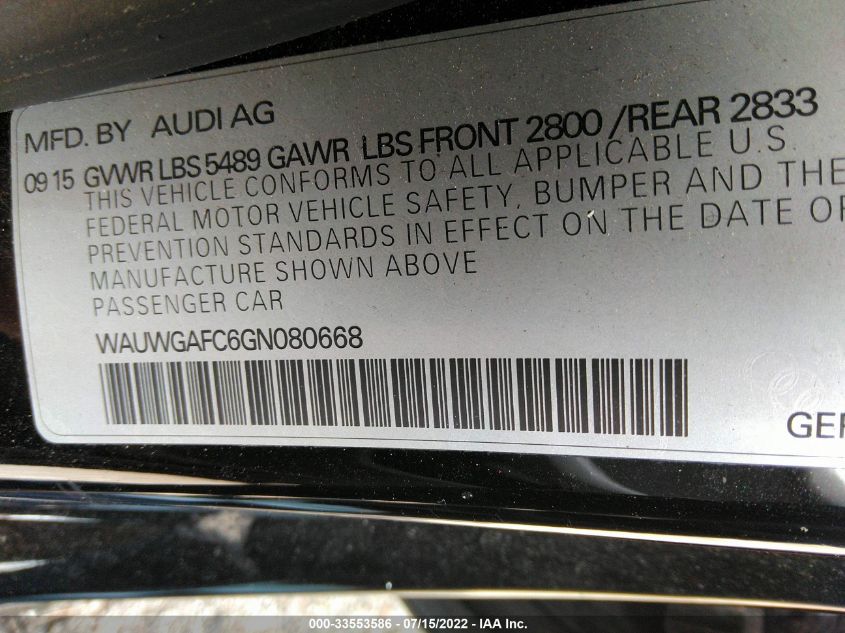 MFD. BY AUDI AG
09 15 GVWR LBS 5489 GAWR LBS FRONT 2800 / REAR 2833
THIS VEHICLE CONFORMS TO ALL APPLICABLE U.S.
FEDERAL MOTOR VEHICLE SAFETY, BUMPER AND THE
PREVENTION STANDARDS IN EFFECT ON THE DATE OF
MANUFACTURE SHOWN ABOVE
PASSENGER CAR
WAUWGAFC6GN080668
GER
000-33553586 - 07/15/2022 - IAA Inc.